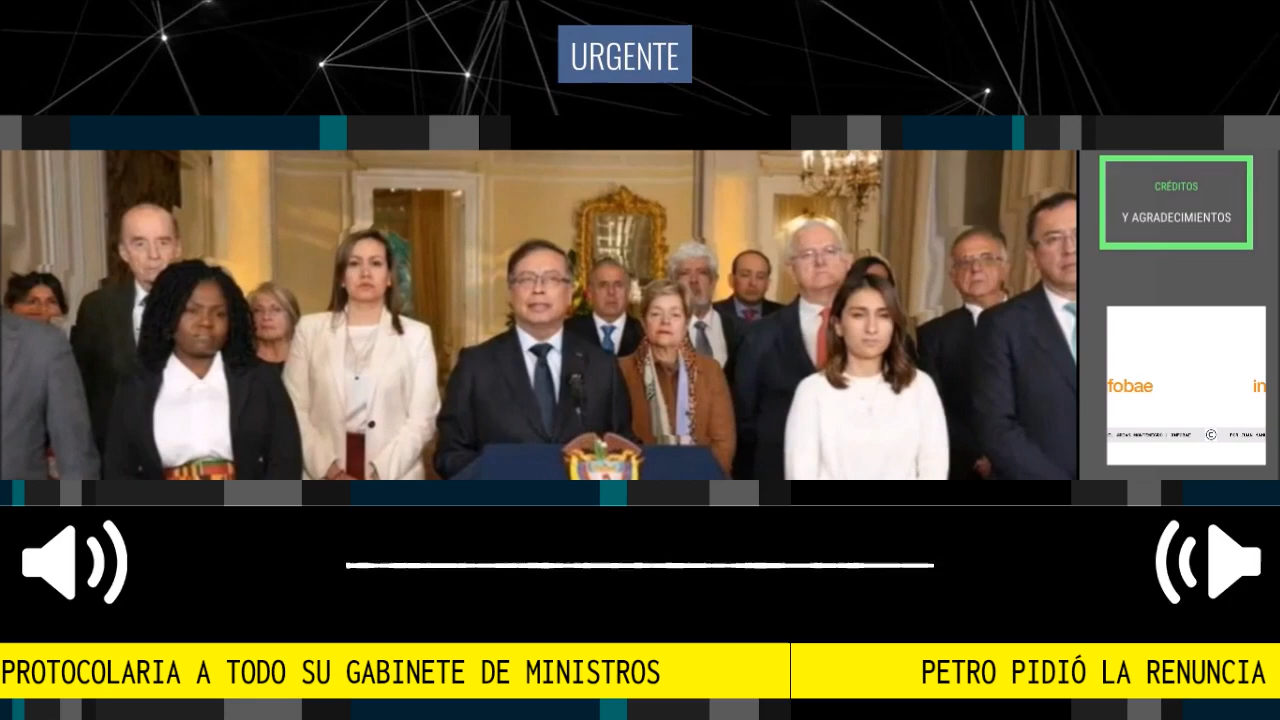 URGENTE
CRÉDITOS
Y AGRADECIMIENTOS
fobae
in
©
PROTOCOLARIA A TODO SU GABINETE DE MINISTROS
PETRO PIDIÓ LA RENUNCIA